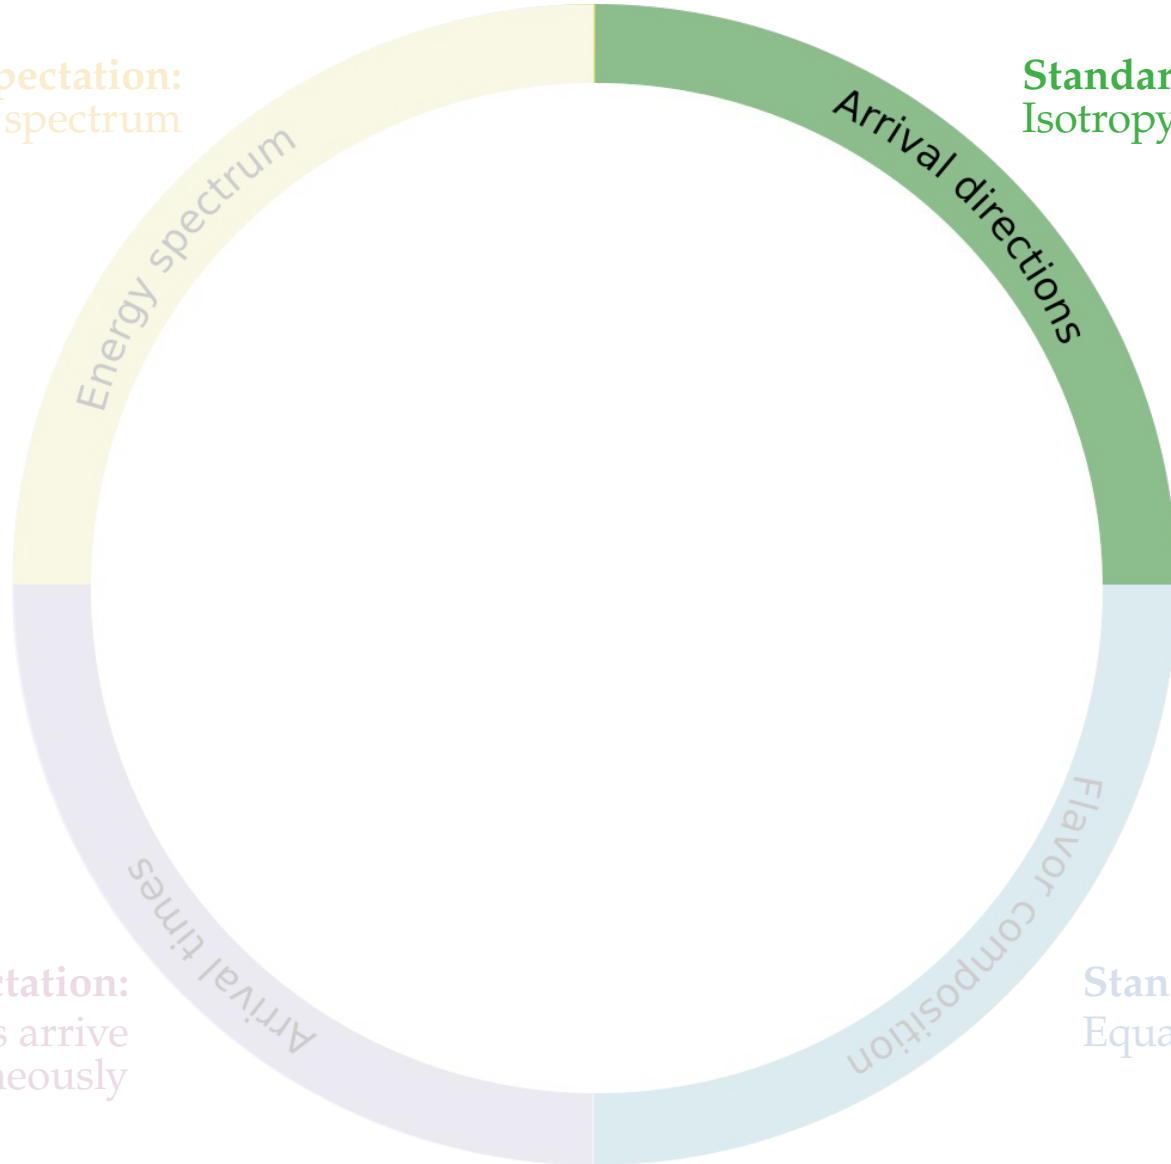 pectation:
spectrum
Standar
Isotropy
Energy spectrum
Arrival directions
Arrival times
Flavor composition
ctation:
s arrive
neously
Stan
Equa